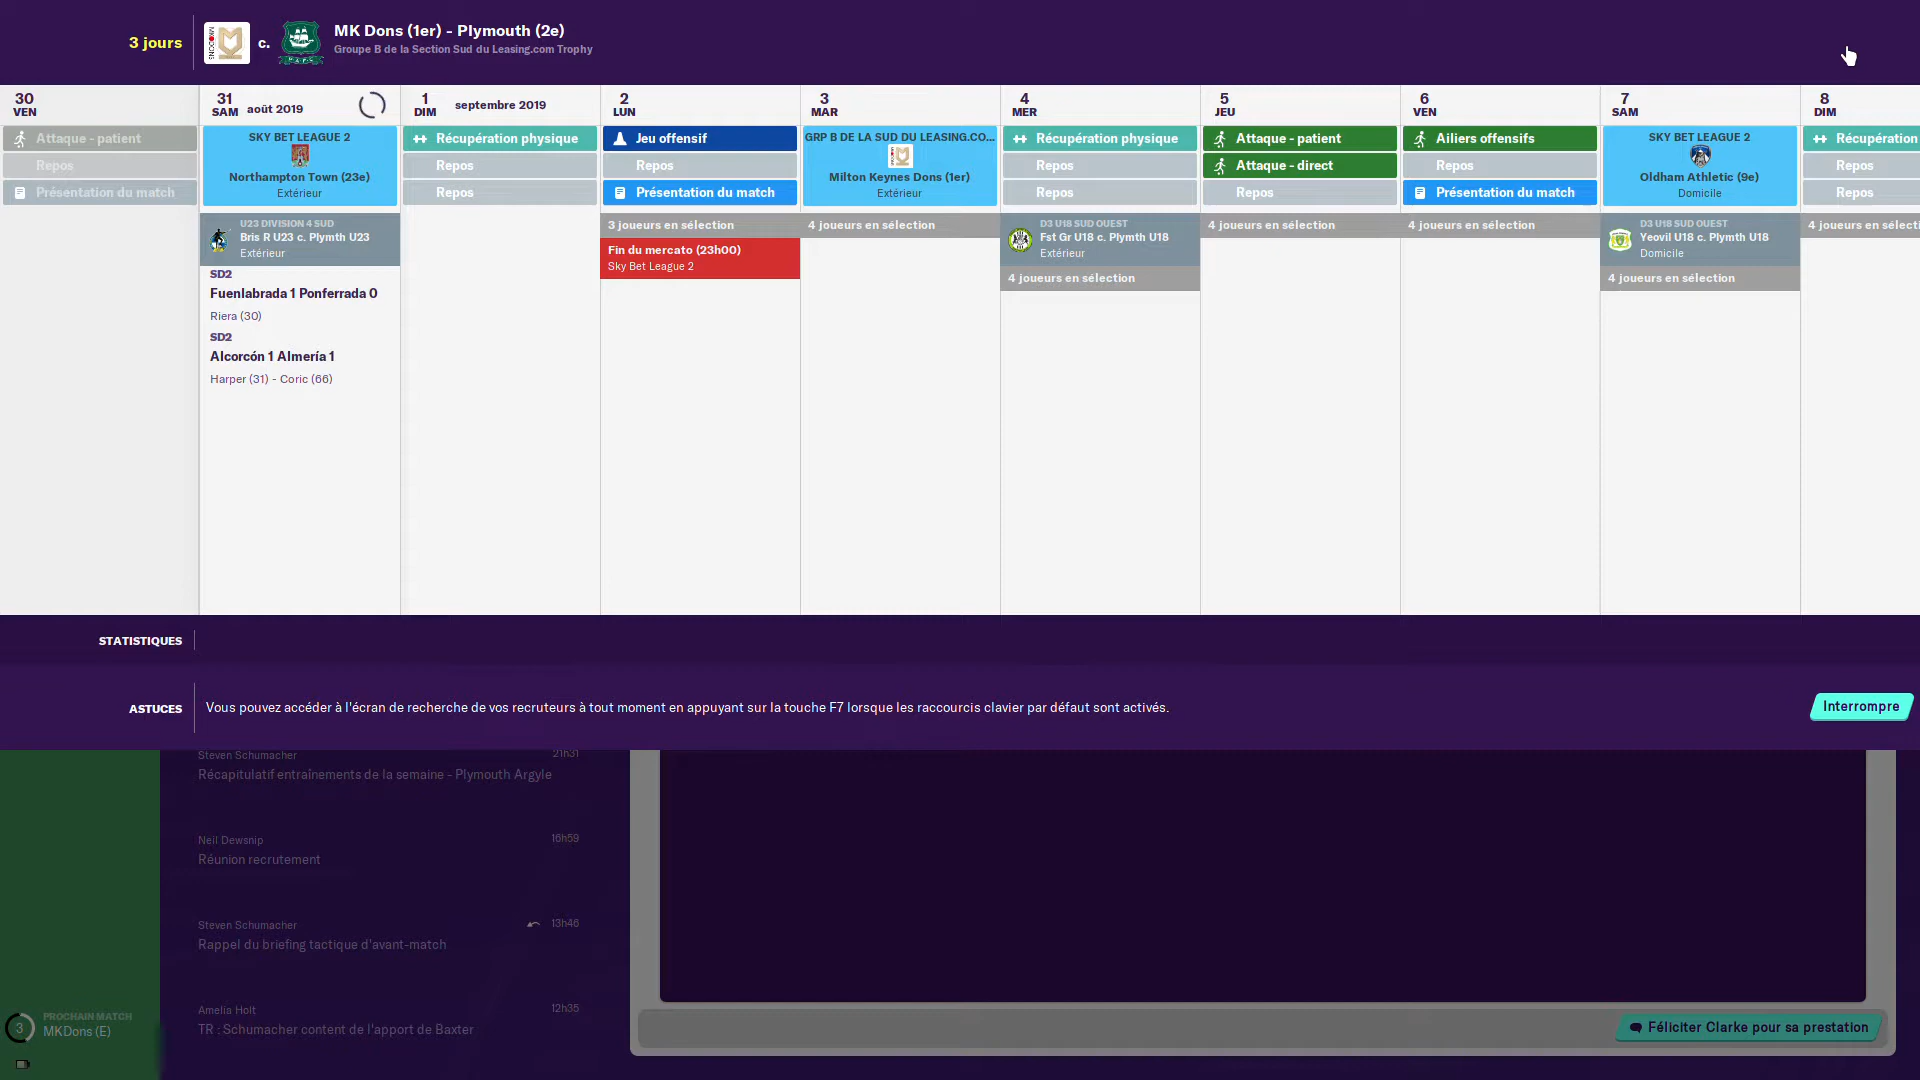 3 jours
c.
MK Dons (1er) - Plymouth (2e)
Groupe B de la Section Sud du Leasing.com Trophy
30
VEN
31
SAM
août 2019
1
DIM
septembre 2019
2
LUN
3
MAR
4
MER
5
JEU
6
VEN
7
SAM
8
DIM
Attaque - patient
Repos
Présentation du match
SKY BET LEAGUE 2
Northampton Town (23e)
Extérieur
U23 DIVISION 4 SUD
Bris R U23 c. Plymth U23
Extérieur
SD2
Fuenlabrada 1 Ponferrada 0
Riera (30)
SD2
Alcorcón 1 Almería 1
Harper (31) - Coric (66)
Récupération physique
Repos
Repos
Jeu offensif
Repos
Présentation du match
3 joueurs en sélection
Fin du mercato (23h00)
Sky Bet League 2
GRP B DE LA SUD DU LEASING.CO...
Milton Keynes Dons (1er)
Extérieur
4 joueurs en sélection
Récupération physique
Repos
Repos
D3 U18 SUD OUEST
Fst Gr U18 c. Plymth U18
Extérieur
4 joueurs en sélection
Attaque - patient
Attaque - direct
Repos
4 joueurs en sélection
Ailiers offensifs
Repos
Présentation du match
4 joueurs en sélection
SKY BET LEAGUE 2
Oldham Athletic (9e)
Domicile
D3 U18 SUD OUEST
Yeovil U18 c. Plymth U18
Domicile
4 joueurs en sélection
Récupération
Repos
Repos
4 joueurs en sélecti
STATISTIQUES
ASTUCES
Vous pouvez accéder à l'écran de recherche de vos recruteurs à tout moment en appuyant sur la touche F7 lorsque les raccourcis clavier par défaut sont activés.
Interrompre
Steven Schumacher
21h31
Récapitulatif entraînements de la semaine - Plymouth Argyle
Neil Dewsnip
16h59
Réunion recrutement
Steven Schumacher
13h46
Rappel du briefing tactique d'avant-match
Amelia Holt
12h35
TR : Schumacher content de l'apport de Baxter
3
PROCHAIN MATCH
MK Dons (E)
Féliciter Clarke pour sa prestation